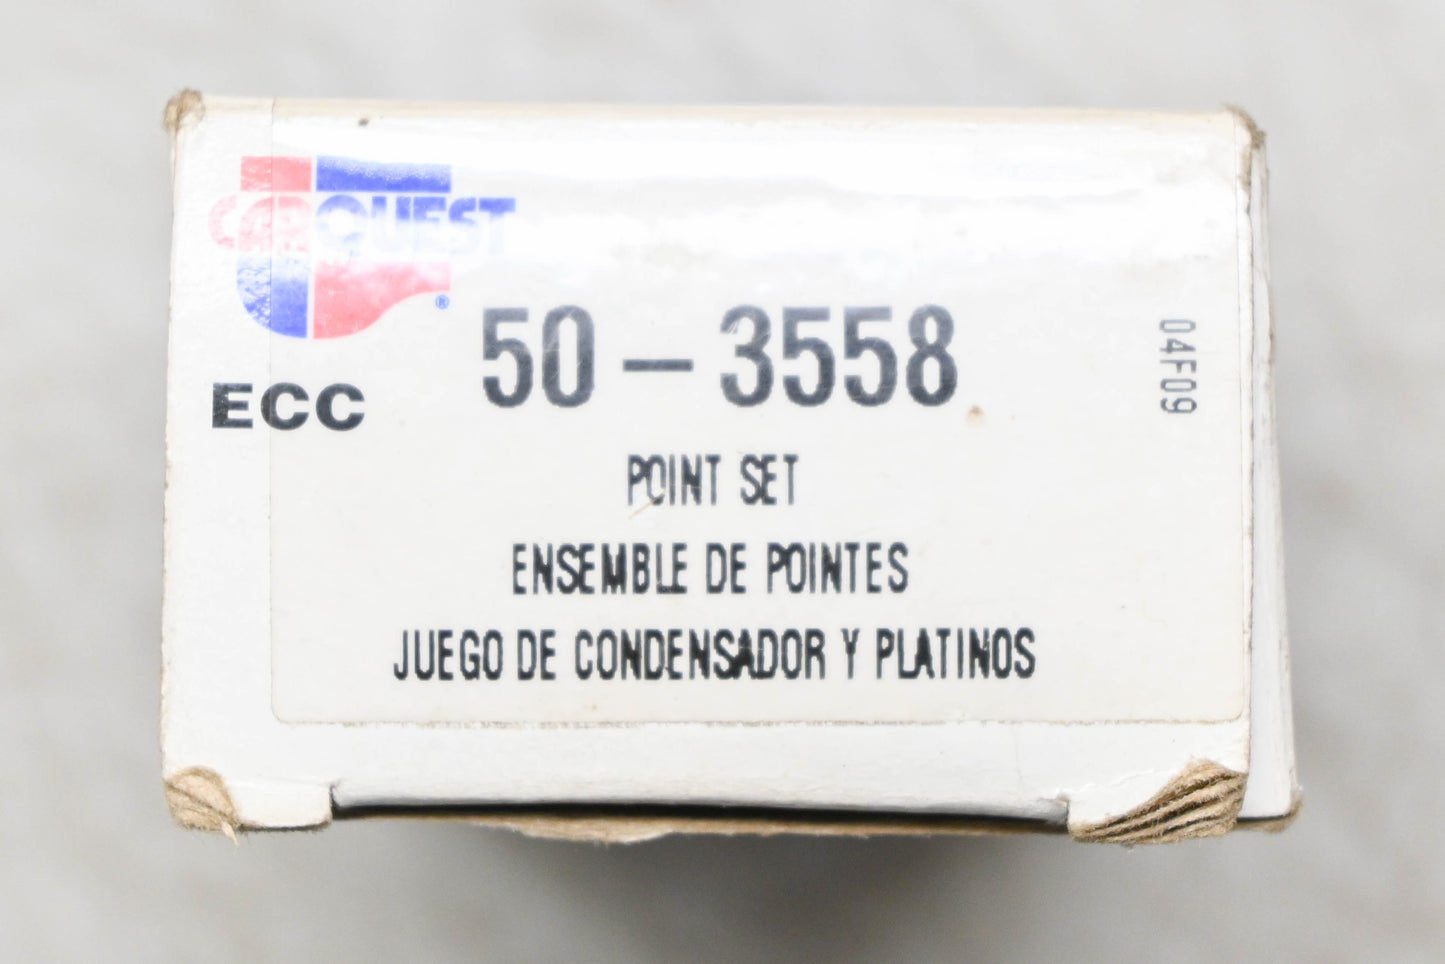 CARQUEST®
ECC
50-3558
POINT SET
ENSEMBLE DE POINTES
JUEGO DE CONDENSADOR Y PLATINOS
04F09